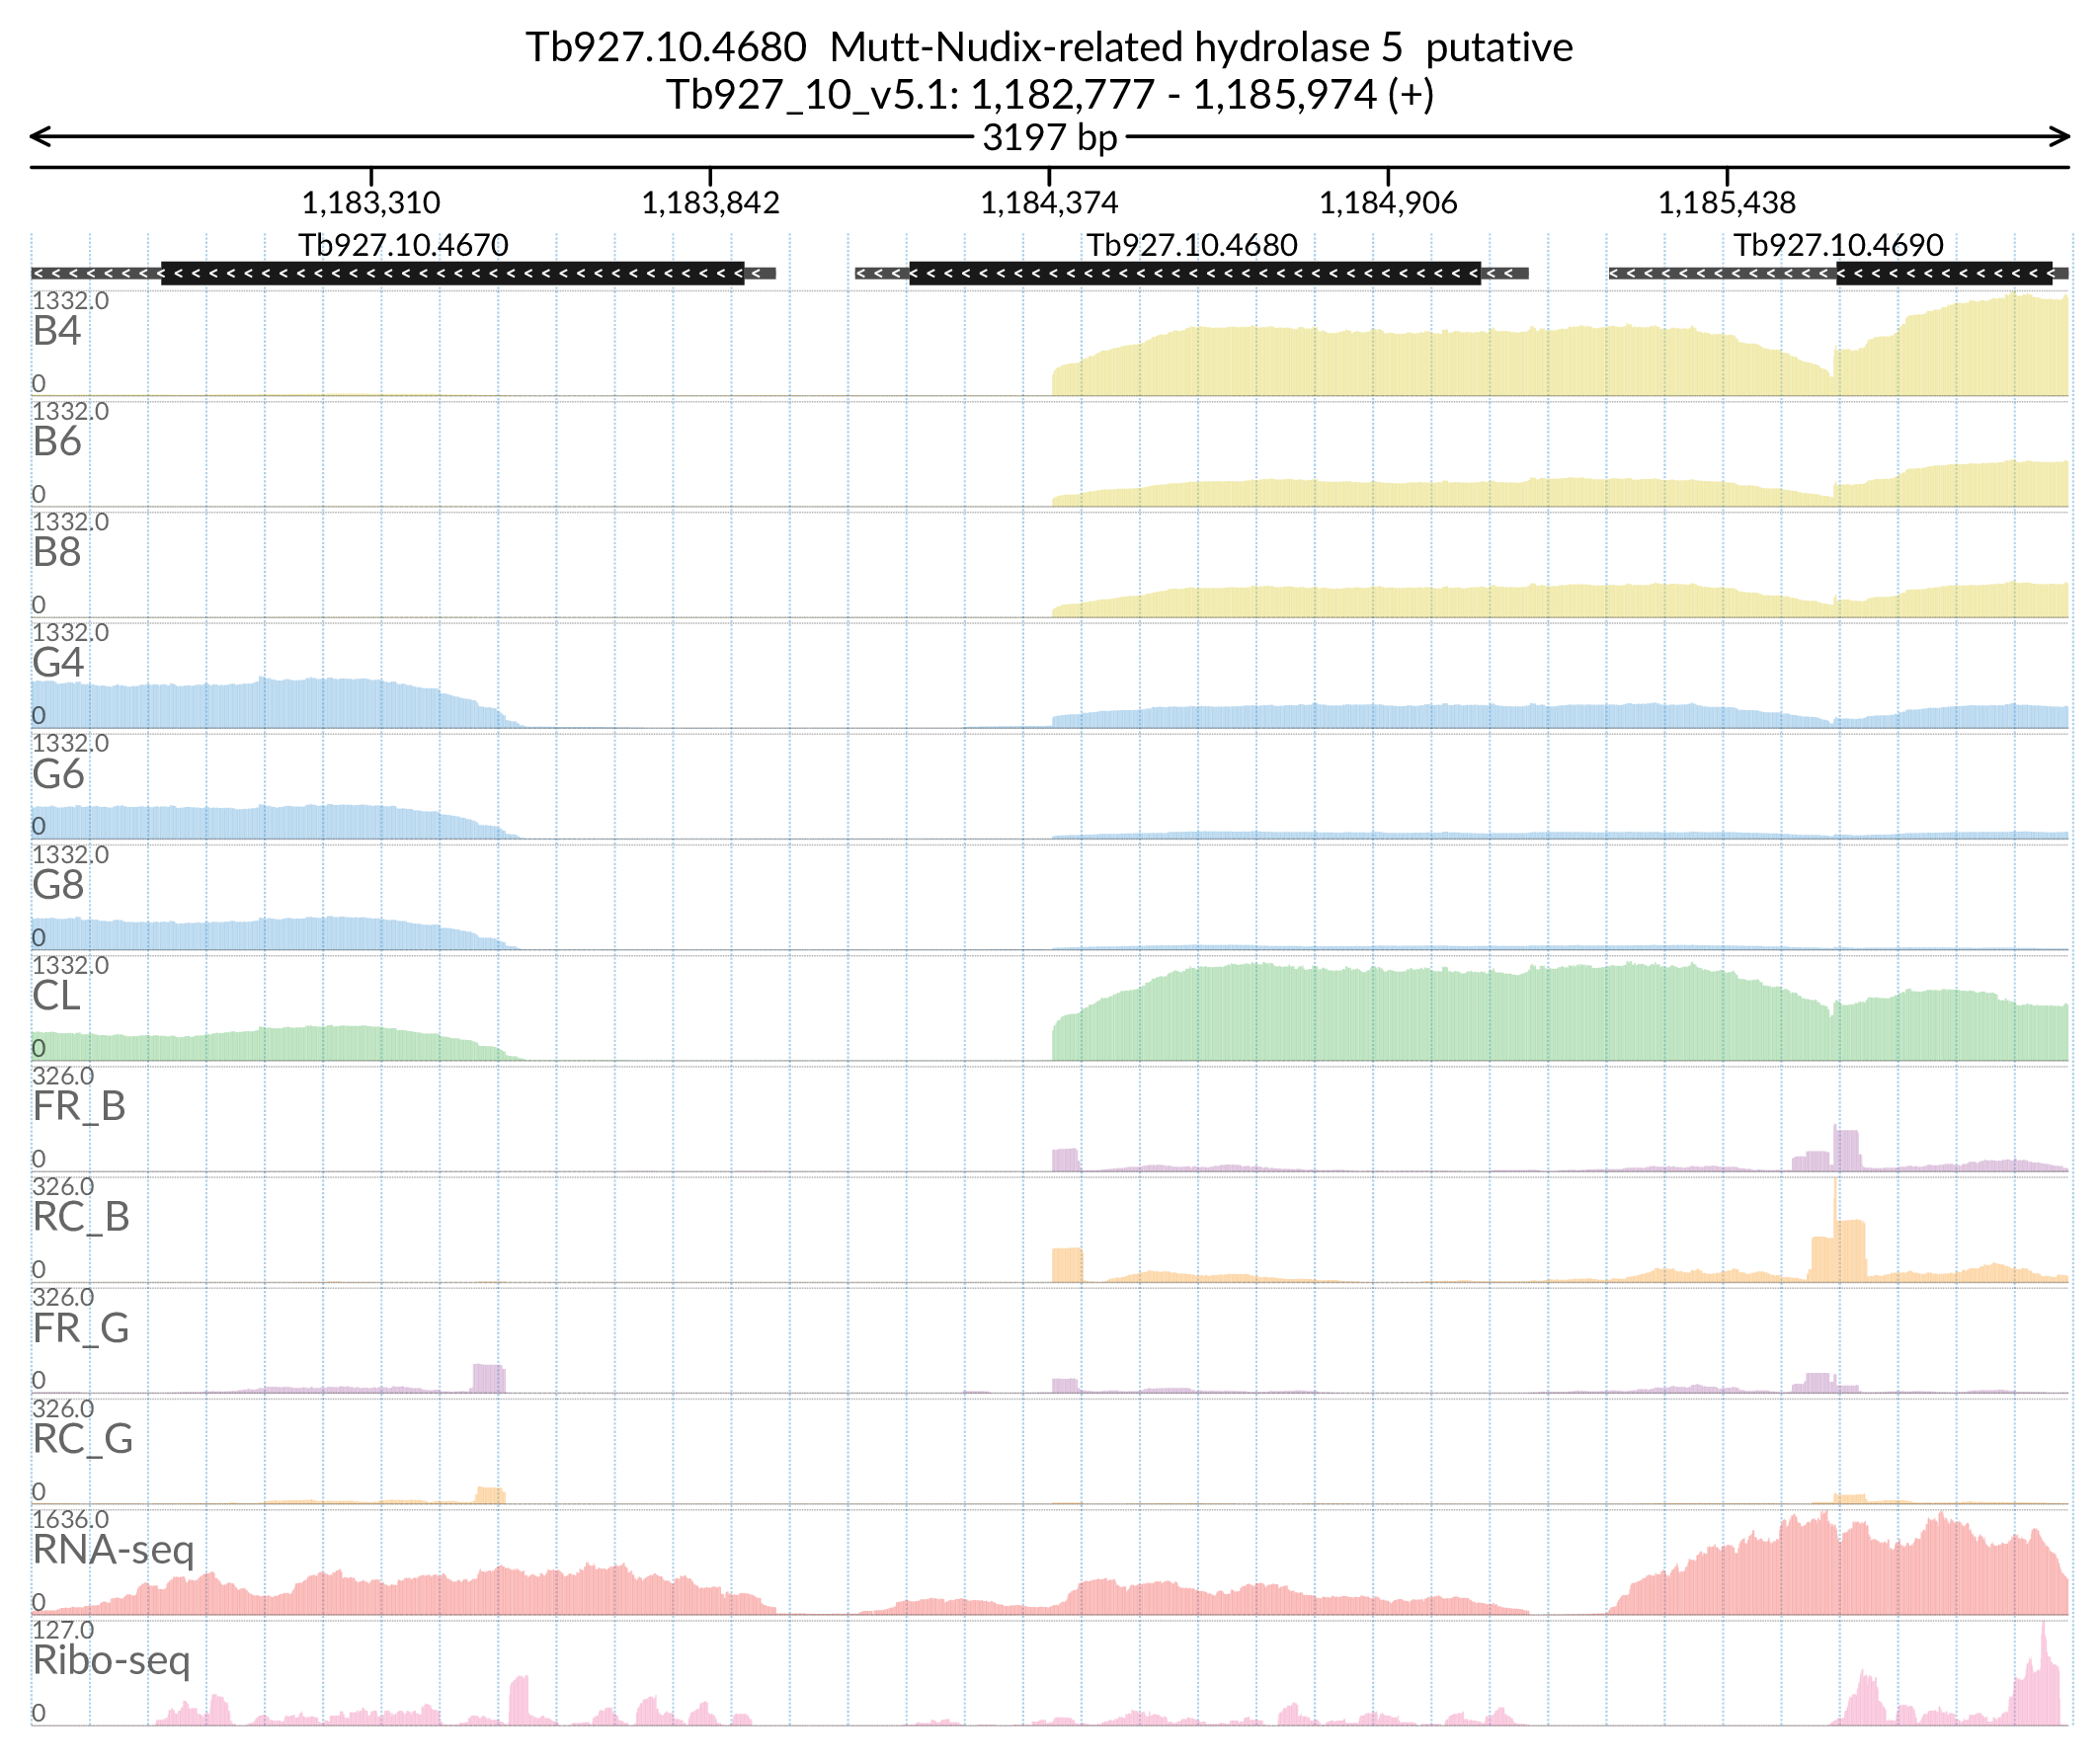 Tb927.10.4680  Mutt-Nudix-related hydrolase 5  putative
Tb927_10_v5.1: 1,182,777 - 1,185,974 (+)
3197 bp
1,183,310 1,183,842 1,184,374 1,184,906 1,185,438
Tb927.10.4670 Tb927.10.4680 Tb927.10.4690
1332.0
B4
0
1332.0
B6
0
1332.0
B8
0
1332.0
G4
0
1332.0
G6
0
1332.0
G8
0
1332.0
CL
0
326.0
FR_B
0
326.0
RC_B
0
326.0
FR_G
0
326.0
RC_G
0
1636.0
RNA-seq
0
127.0
Ribo-seq
0